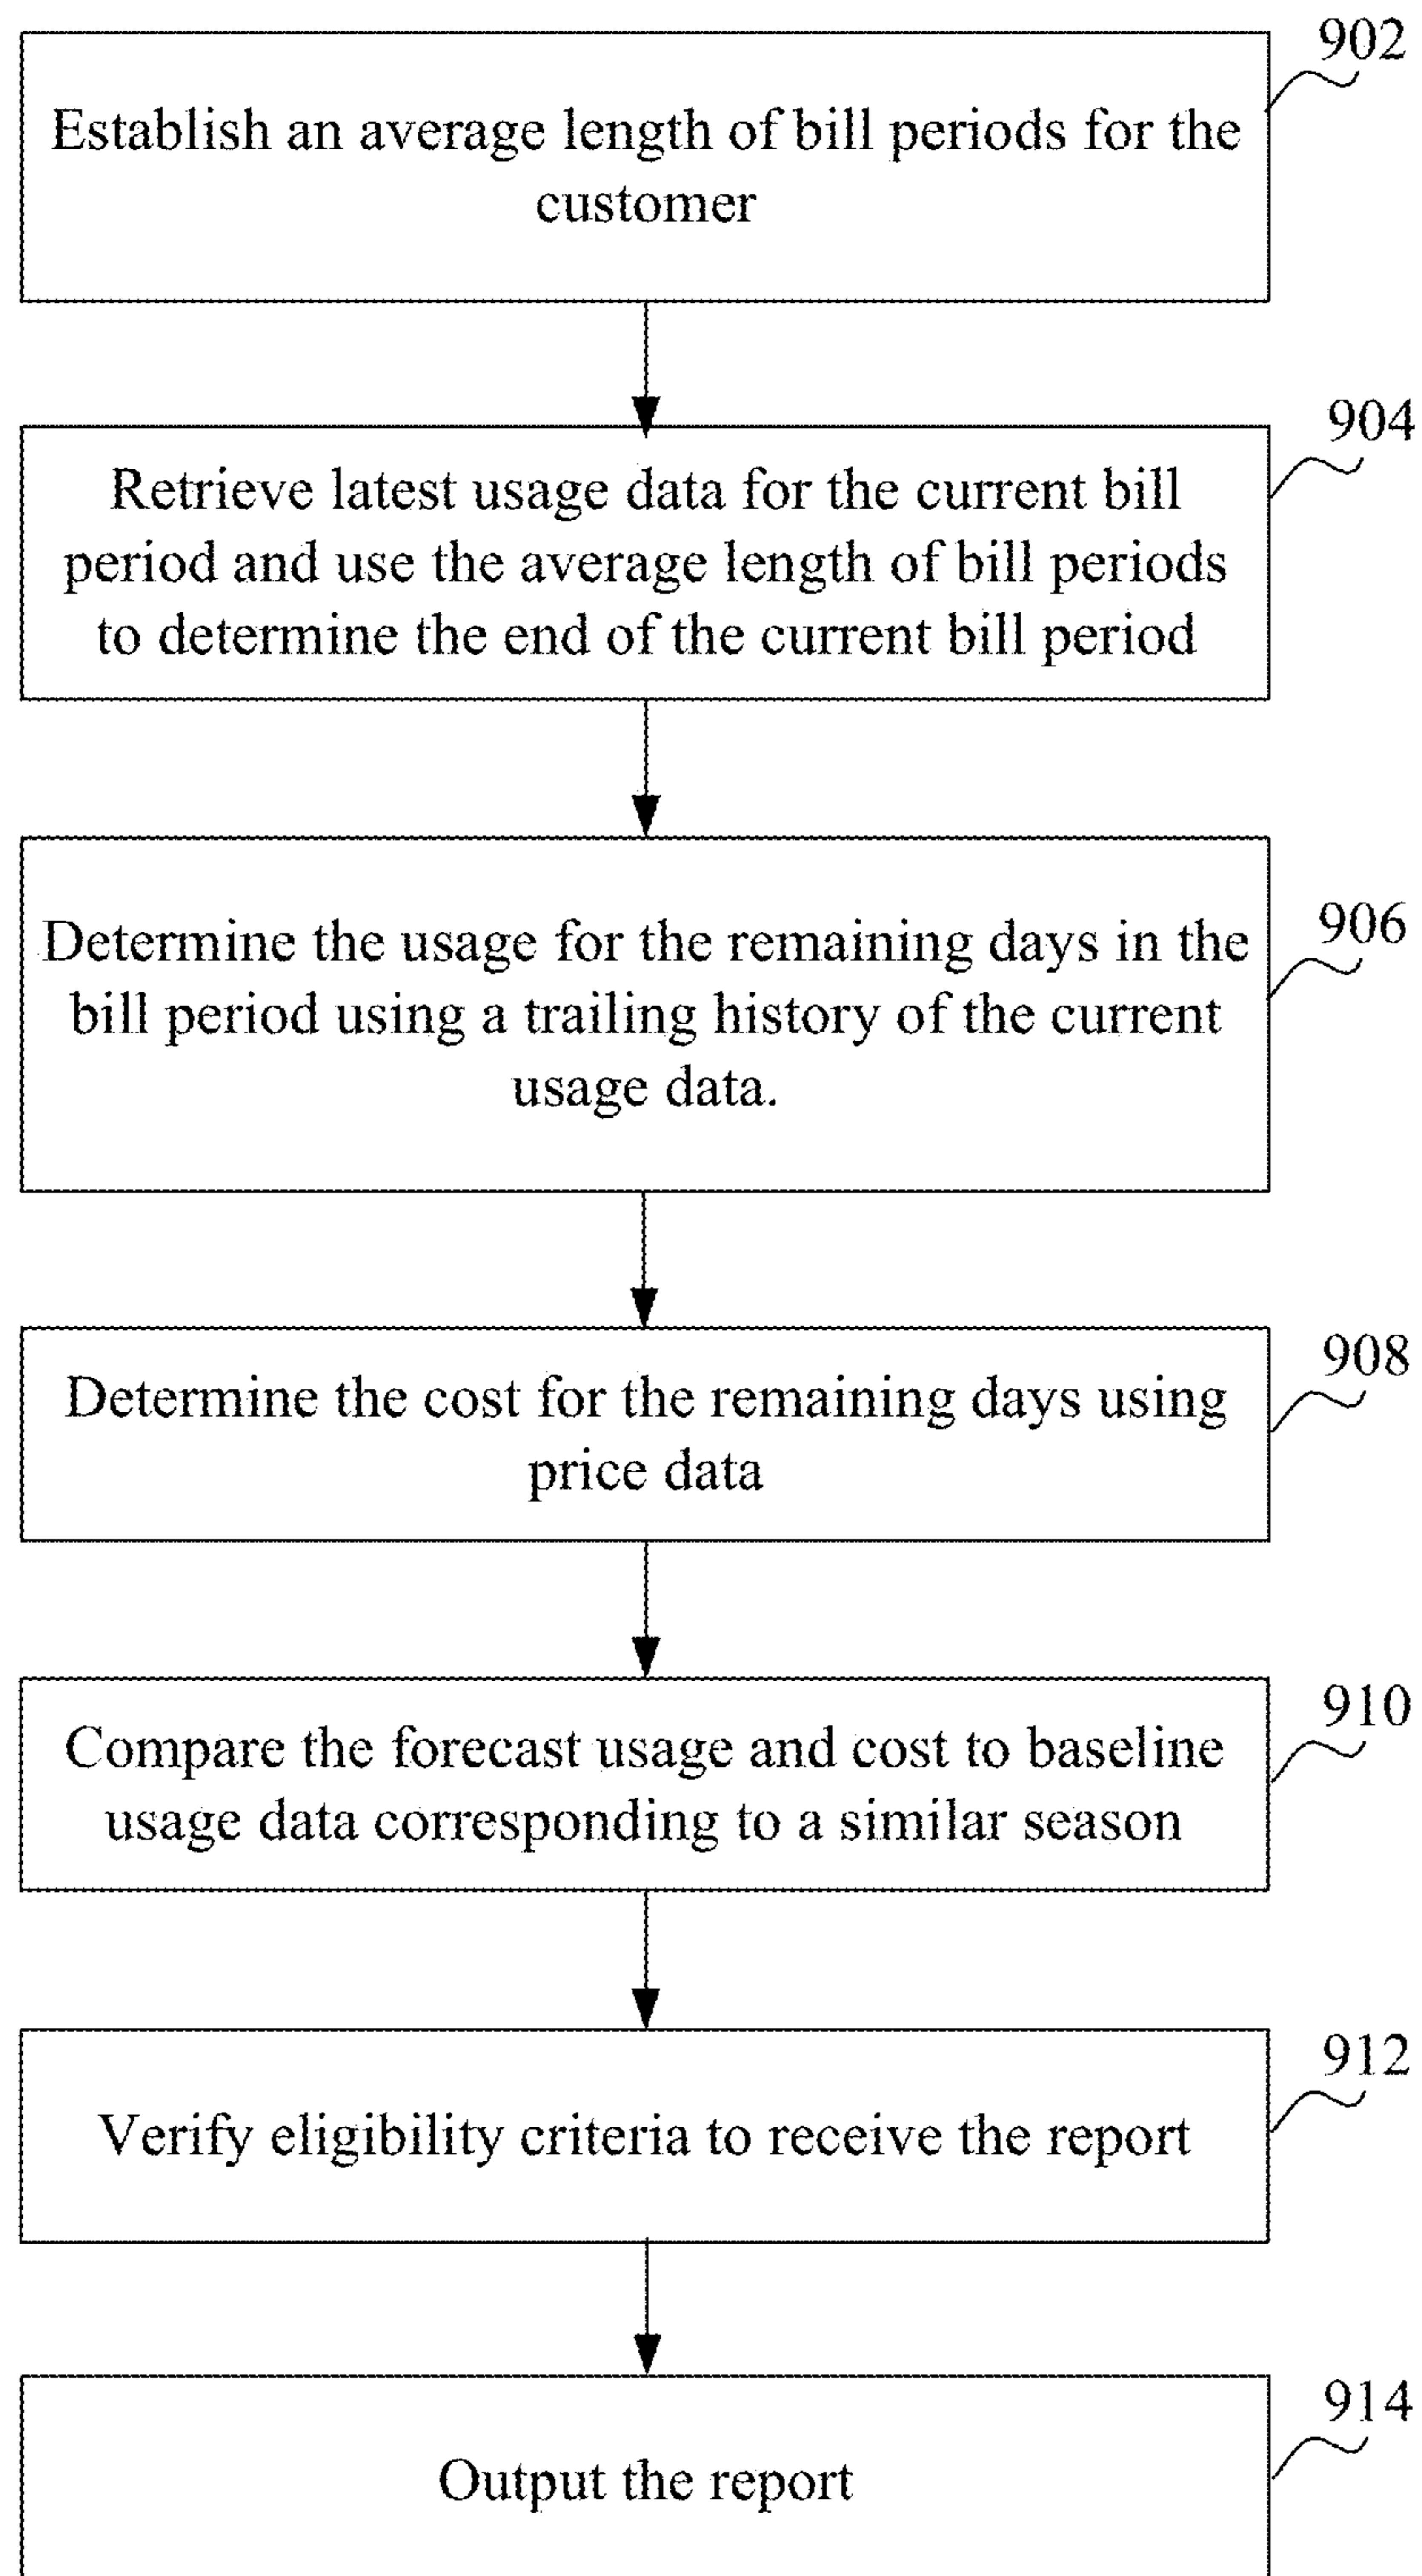 902
Establish an average length of bill periods for the
customer
904
Retrieve latest usage data for the current bill
period and use the average length of bill periods
to determine the end of the current bill period
906
Determine the usage for the remaining days in the
bill period using a trailing history of the current
usage data.
908
Determine the cost for the remaining days using
price data
910
Compare the forecast usage and cost to baseline
usage data corresponding to a similar season
912
Verify eligibility criteria to receive the report
914
Output the report